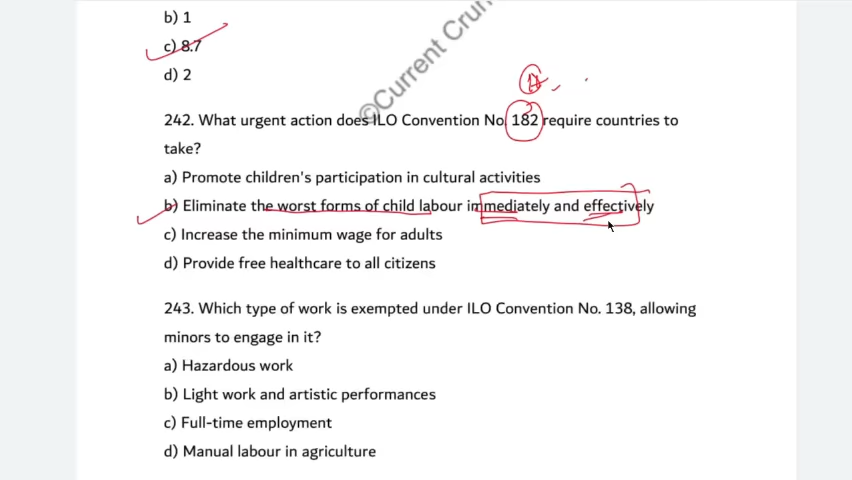 b) 1
c) 8.7
d) 2
©Current Crun
242. What urgent action does ILO Convention No. 182 require countries to
take?
a) Promote children's participation in cultural activities
b) Eliminate the worst forms of child labour immediately and effectively
c) Increase the minimum wage for adults
d) Provide free healthcare to all citizens
243. Which type of work is exempted under ILO Convention No. 138, allowing
minors to engage in it?
a) Hazardous work
b) Light work and artistic performances
c) Full-time employment
d) Manual labour in agriculture